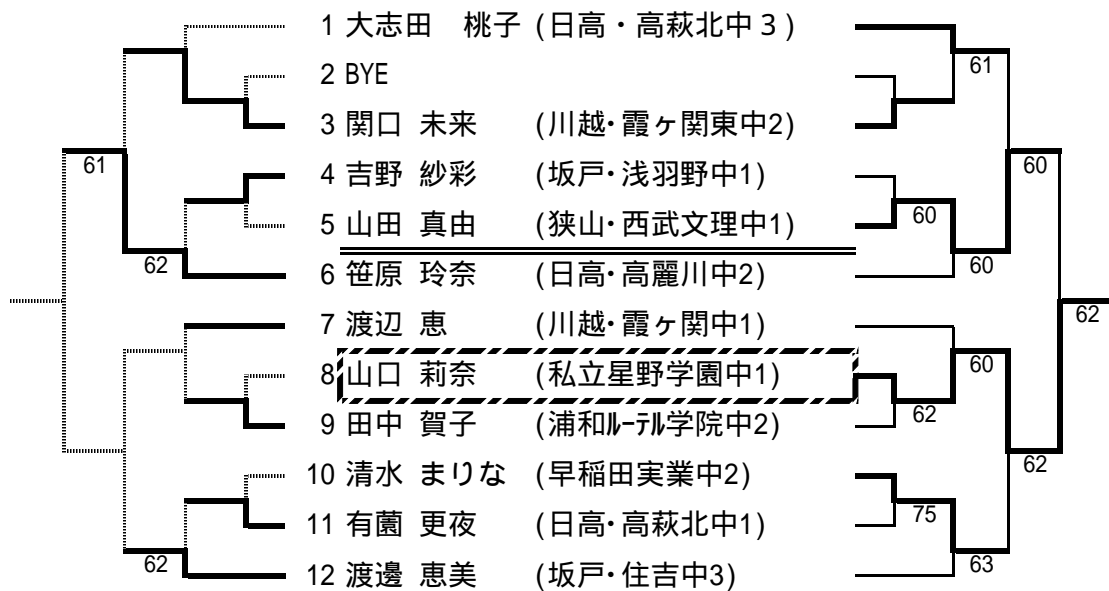 1 大志田　桃子 (日高・高萩北中３)
2 BYE
3 関口 未来 (川越・霞ヶ関東中2)
4 吉野 紗彩 (坂戸・浅羽野中1)
5 山田 真由 (狭山・西武文理中1)
6 笹原 玲奈 (日高・高麗川中2)
7 渡辺 恵 (川越・霞ヶ関中1)
8 山口 莉奈 (私立星野学園中1)
9 田中 賀子 (浦和ﾙｰﾃﾙ学院中2)
10 清水 まりな (早稲田実業中2)
11 有薗 更夜 (日高・高萩北中1)
12 渡邊 恵美 (坂戸・住吉中3)
61
62
62
61
60
60
60
62
60
62
62
75
63